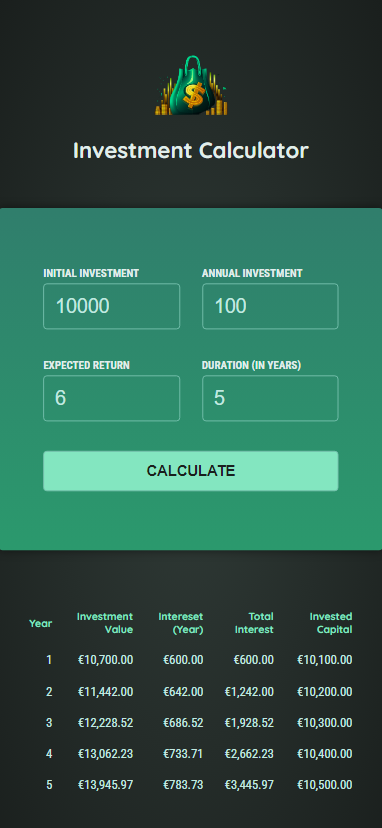 $
Investment Calculator
INITIAL INVESTMENT ANNUAL INVESTMENT
10000 100
EXPECTED RETURN DURATION (IN YEARS)
6 5
CALCULATE
Year Investment Value Intereset (Year) Total Interest Invested Capital
1 €10,700.00 €600.00 €600.00 €10,100.00
2 €11,442.00 €642.00 €1,242.00 €10,200.00
3 €12,228.52 €686.52 €1,928.52 €10,300.00
4 €13,062.23 €733.71 €2,662.23 €10,400.00
5 €13,945.97 €783.73 €3,445.97 €10,500.00